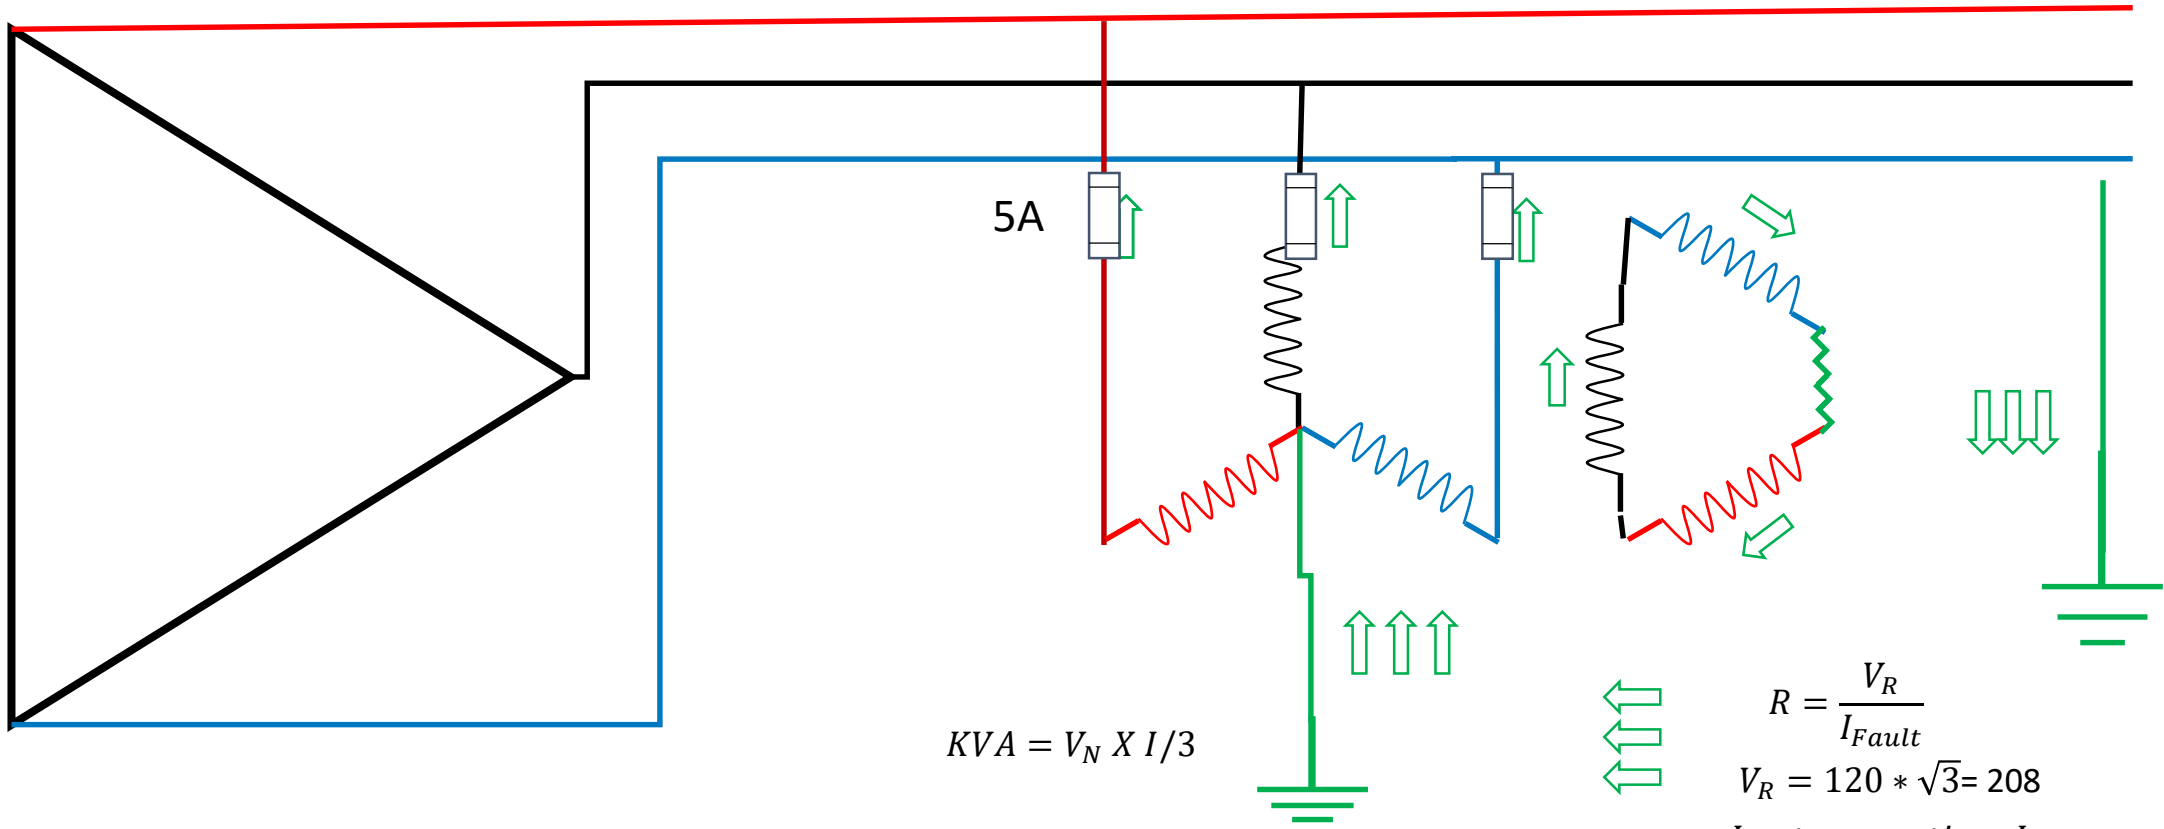 5A
KVA = V_N X I/3
R = V_R / I_Fault
V_R = 120 * √3= 208